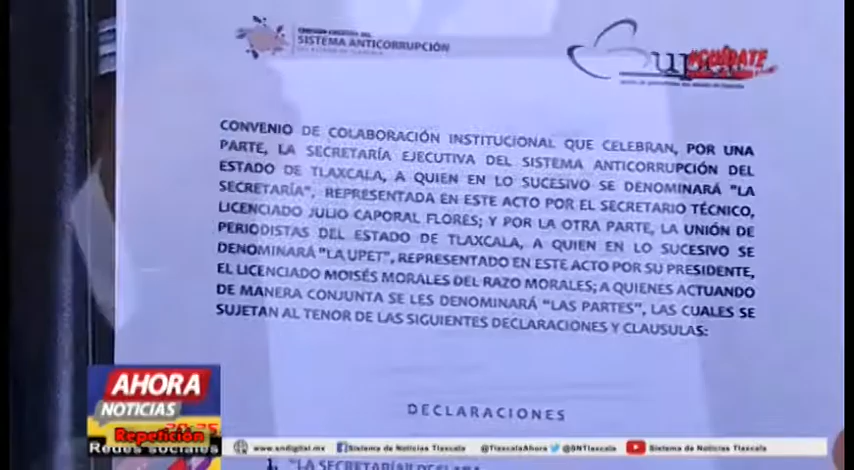 SISTEMA ANTICORRUPCIÓN
#CUÍDATE
CONVENIO DE COLABORACIÓN INSTITUCIONAL QUE CELEBRAN, POR UNA
PARTE, LA SECRETARÍA EJECUTIVA DEL SISTEMA ANTICORRUPCIÓN DEL
ESTADO DE TLAXCALA, A QUIEN EN LO SUCESIVO SE DENOMINARÁ "LA
SECRETARÍA", REPRESENTADA EN ESTE ACTO POR EL SECRETARIO TÉCNICO,
LICENCIADO JULIO CAPORAL FLORES; Y POR LA OTRA PARTE, LA UNIÓN DE
PERIODISTAS DEL ESTADO DE TLAXCALA, A QUIEN EN LO SUCESIVO SE
DENOMINARÁ "LA UPET", REPRESENTADO EN ESTE ACTO POR SU PRESIDENTE,
EL LICENCIADO MOISÉS MORALES DEL RAZO MORALES; A QUIENES ACTUANDO
DE MANERA CONJUNTA SE LES DENOMINARÁ "LAS PARTES", LAS CUALES SE
SUJETAN AL TENOR DE LAS SIGUIENTES DECLARACIONES Y CLAUSULAS:
DECLARACIONES
AHORA
NOTICIAS
Repetición
Redes sociales
www.sndigital.mx Sistema de Noticias Tlaxcala @TlaxcalaAhora @SNTlaxcala Sistema de Noticias Tlaxcala
1. "LA SECRETARÍA"